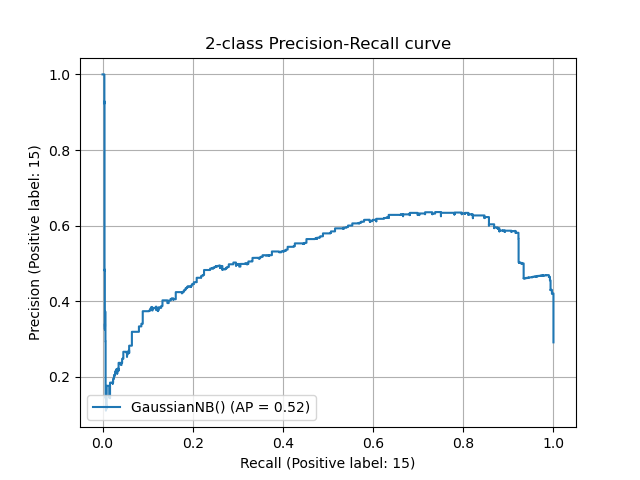 2-class Precision-Recall curve
Precision (Positive label: 15)
1.0
0.8
0.6
0.4
0.2
GaussianNB() (AP = 0.52)
0.0 0.2 0.4 0.6 0.8 1.0
Recall (Positive label: 15)